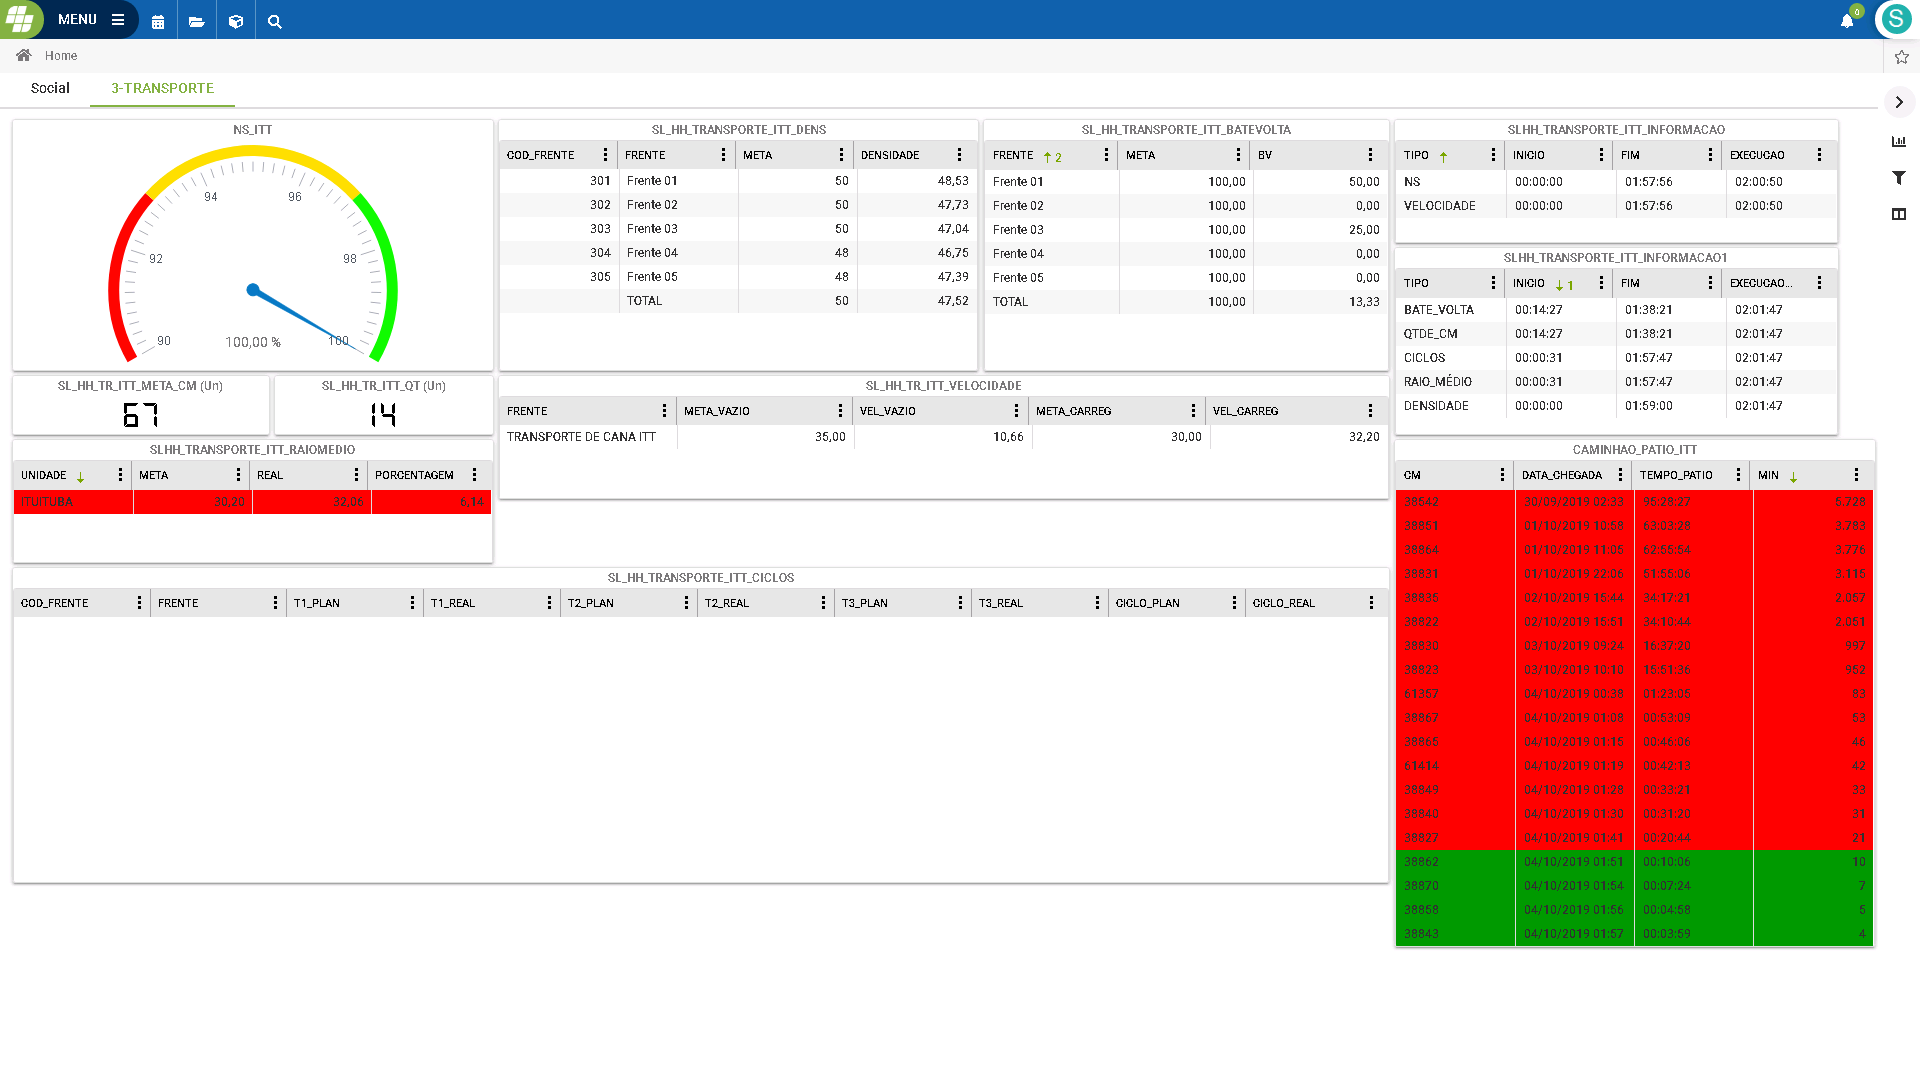 MENU
0
S
Home
Social 3-TRANSPORTE
NS_ITT
90 92 94 96 98 100
100,00 %
SL_HH_TR_ITT_META_CM (Un)
67
SL_HH_TR_ITT_QT (Un)
14
SLHH_TRANSPORTE_ITT_RAIOMEDIO
UNIDADE META REAL PORCENTAGEM
ITUIUTABA 30,20 32,06 6,14
SL_HH_TRANSPORTE_ITT_DENS
COD_FRENTE FRENTE META DENSIDADE
301 Frente 01 50 48,53
302 Frente 02 50 47,73
303 Frente 03 50 47,04
304 Frente 04 48 46,75
305 Frente 05 48 47,39
TOTAL 50 47,52
SL_HH_TRANSPORTE_ITT_BATEVOLTA
FRENTE 2 META BV
Frente 01 100,00 50,00
Frente 02 100,00 0,00
Frente 03 100,00 25,00
Frente 04 100,00 0,00
Frente 05 100,00 0,00
TOTAL 100,00 13,33
SL_HH_TR_ITT_VELOCIDADE
FRENTE META_VAZIO VEL_VAZIO META_CARREG VEL_CARREG
TRANSPORTE DE CANA ITT 35,00 10,66 30,00 32,20
SLHH_TRANSPORTE_ITT_INFORMACAO
TIPO INICIO FIM EXECUCAO
NS 00:00:00 01:57:56 02:00:50
VELOCIDADE 00:00:00 01:57:56 02:00:50
SLHH_TRANSPORTE_ITT_INFORMACAO1
TIPO INICIO 1 FIM EXECUCAO...
BATE_VOLTA 00:14:27 01:38:21 02:01:47
QTDE_CM 00:14:27 01:38:21 02:01:47
CICLOS 00:00:31 01:57:47 02:01:47
RAIO_MÉDIO 00:00:31 01:57:47 02:01:47
DENSIDADE 00:00:00 01:59:00 02:01:47
SL_HH_TRANSPORTE_ITT_CICLOS
COD_FRENTE FRENTE T1_PLAN T1_REAL T2_PLAN T2_REAL T3_PLAN T3_REAL CICLO_PLAN CICLO_REAL
CAMINHAO_PATIO_ITT
CM DATA_CHEGADA TEMPO_PATIO MIN
38842 30/09/2019 02:33 95:28:27 5.728
38851 01/10/2019 10:58 63:03:28 3.783
38864 01/10/2019 11:05 62:55:54 3.776
38831 01/10/2019 22:06 51:55:06 3.115
38835 02/10/2019 15:44 34:17:21 2.057
38822 02/10/2019 15:51 34:10:44 2.051
38830 03/10/2019 09:24 16:37:20 997
38823 03/10/2019 10:10 15:51:36 952
61357 04/10/2019 00:38 01:23:05 83
38867 04/10/2019 01:08 00:53:09 53
38865 04/10/2019 01:15 00:46:06 46
61414 04/10/2019 01:19 00:42:13 42
38849 04/10/2019 01:28 00:33:21 33
38840 04/10/2019 01:30 00:31:20 31
38827 04/10/2019 01:41 00:20:44 21
38862 04/10/2019 01:51 00:10:06 10
38870 04/10/2019 01:54 00:07:24 7
38858 04/10/2019 01:56 00:04:58 5
38843 04/10/2019 01:57 00:03:59 4